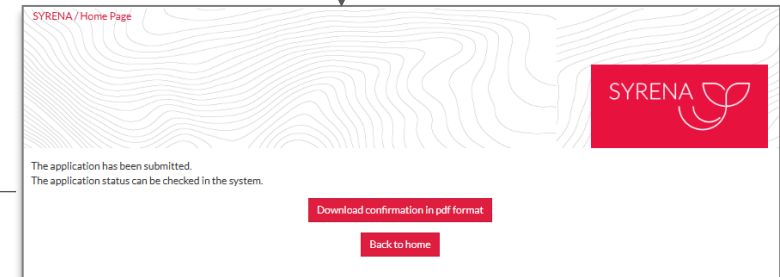 SYRENA / Home Page
SYRENA
The application has been submitted.
The application status can be checked in the system.
Download confirmation in pdf format
Back to home